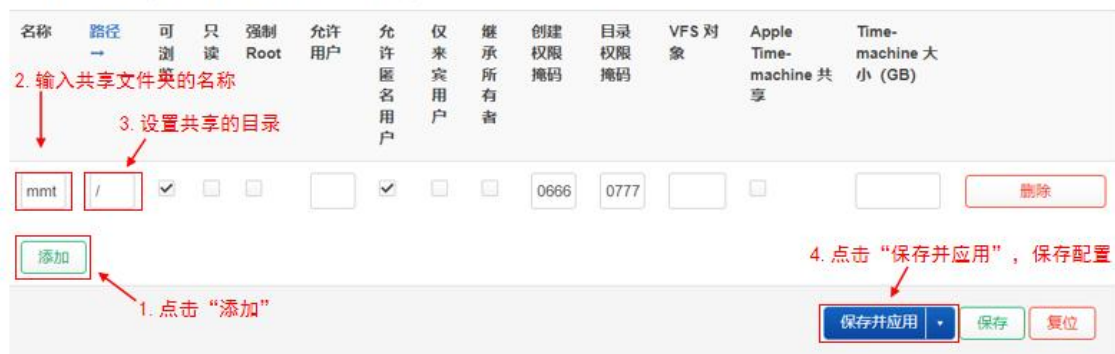 名称 路径 → 可浏览 只读 强制 Root 允许用户 允许匿名用户 仅来宾用户 继承所有者 创建权限掩码 目录权限掩码 VFS 对象 Apple Time-machine 共享 Time-machine 大小 (GB)
2. 输入共享文件夹的名称
3. 设置共享的目录
mmt / 0666 0777 删除
添加
4. 点击“保存并应用”，保存配置
1. 点击“添加”
保存并应用 保存 复位